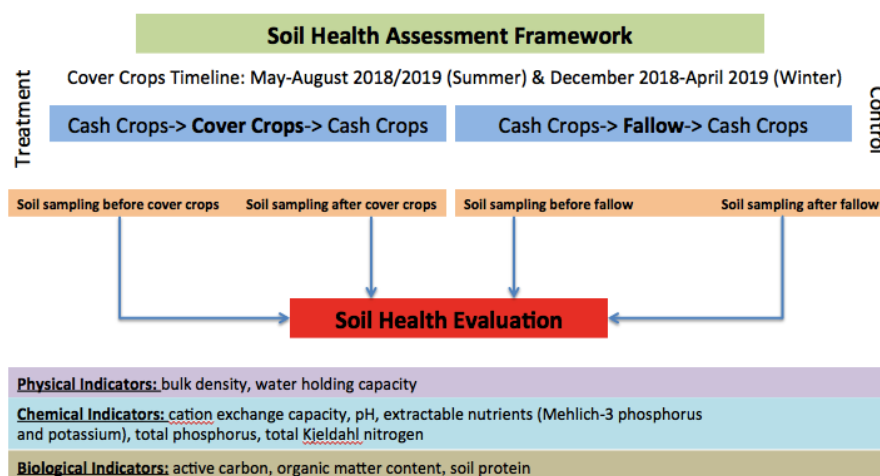 Soil Health Assessment Framework
Cover Crops Timeline: May-August 2018/2019 (Summer) & December 2018-April 2019 (Winter)
Treatment
Cash Crops-> Cover Crops-> Cash Crops
Cash Crops-> Fallow-> Cash Crops
Control
Soil sampling before cover crops
Soil sampling after cover crops
Soil sampling before fallow
Soil sampling after fallow
Soil Health Evaluation
Physical Indicators: bulk density, water holding capacity
Chemical Indicators: cation exchange capacity, pH, extractable nutrients (Mehlich-3 phosphorus
and potassium), total phosphorus, total Kjeldahl nitrogen
Biological Indicators: active carbon, organic matter content, soil protein